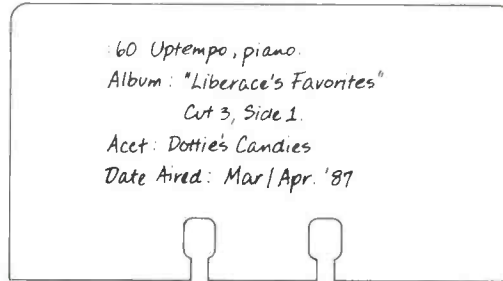 :60 Uptempo, piano.
Album: "Liberace's Favorites"
Cut 3, Side 1.
Acct: Dottie's Candies
Date Aired: Mar/Apr. '87